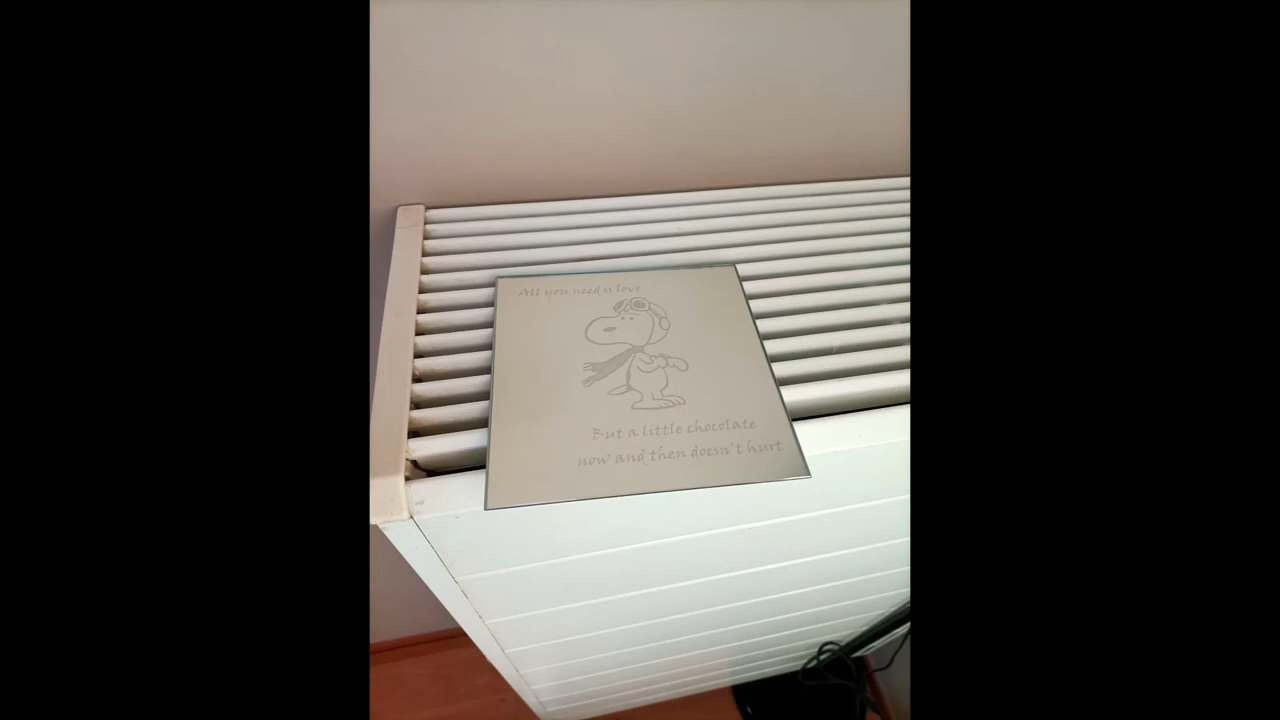 All you need is love
But a little chocolate
now and then doesn't hurt